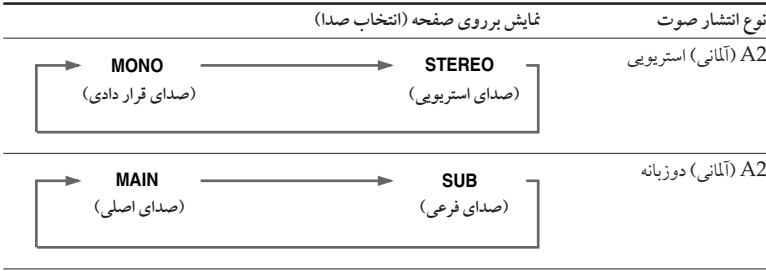 نوع انتشار صوت	نمایش برروی صفحه (انتخاب صدا)
A2 (آلمانی) استریویی
MONO	STEREO
(صدای قرار دادی)	(صدای استریویی)
A2 (آلمانی) دوزبانه
MAIN	SUB
(صدای اصلی)	(صدای فرعی)